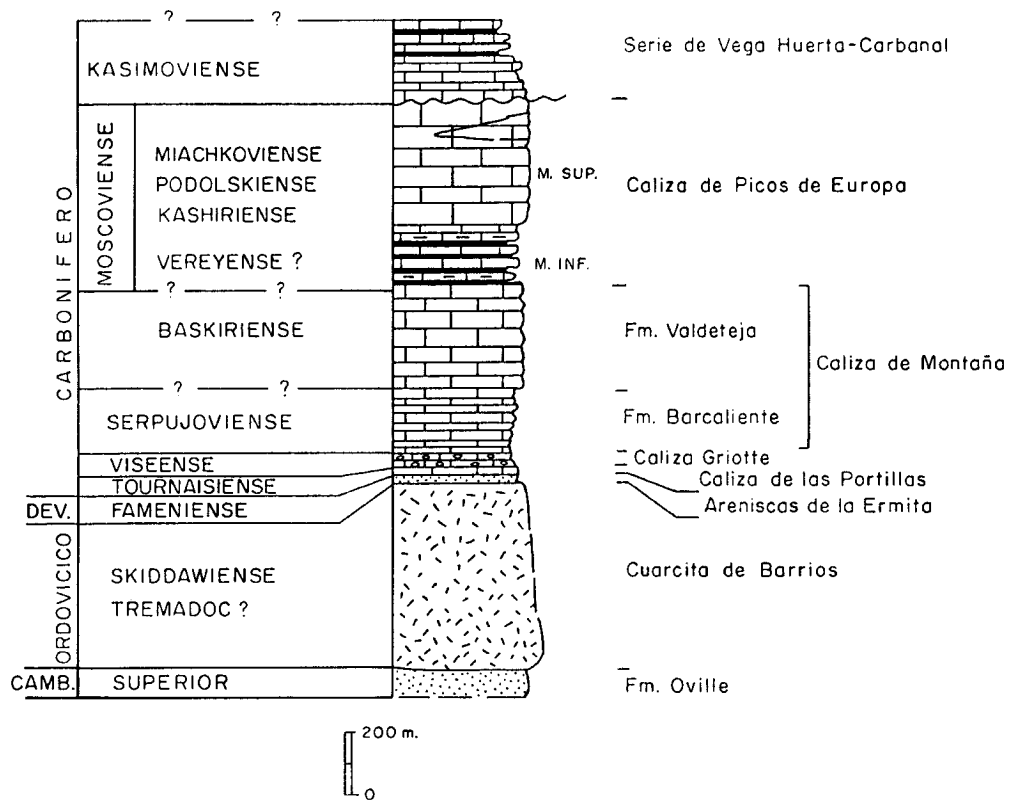 ? ?
KASIMOVIENSE
Serie de Vega Huerta-Carbanal
CARBONIFERO
MOSCOVIENSE
MIACHKOVIENSE
PODOLSKIENSE
KASHIRIENSE
VEREYENSE ?
M. SUP.
M. INF.
Caliza de Picos de Europa
? ?
BASKIRIENSE
Fm. Valdeteja
Caliza de Montaña
? ?
SERPUJOVIENSE
Fm. Barcaliente
VISEENSE
Caliza Griotte
TOURNAISIENSE
Caliza de las Portillas
DEV.
FAMENIENSE
Areniscas de la Ermita
ORDOVICICO
SKIDDAWIENSE
TREMADOC ?
Cuarcita de Barrios
CAMB.
SUPERIOR
Fm. Oville
200 m.
0